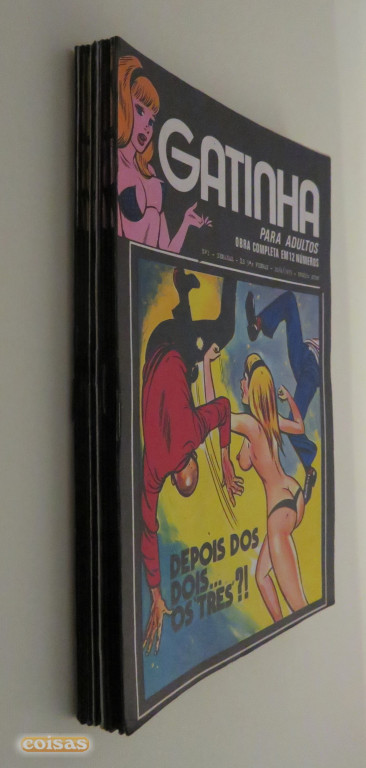 GATINHA
PARA ADULTOS
OBRA COMPLETA EM 12 NÚMEROS
DEPOIS DOS
DOIS...
OS TRÊS?!
coisas